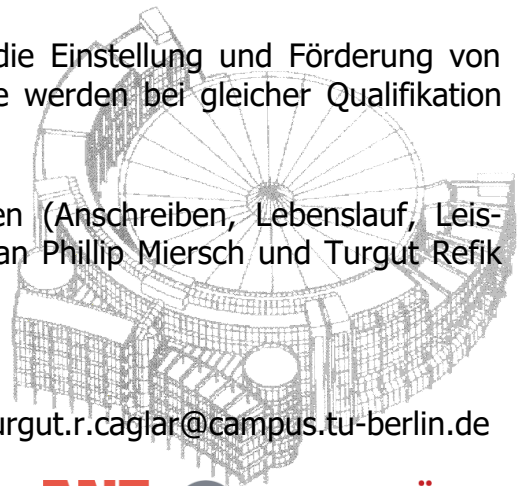 die Einstellung und Förderung von
e werden bei gleicher Qualifikation
en (Anschreiben, Lebenslauf, Leis-
an Phillip Miersch und Turgut Refik
urgut.r.caglar@campus.tu-berlin.de